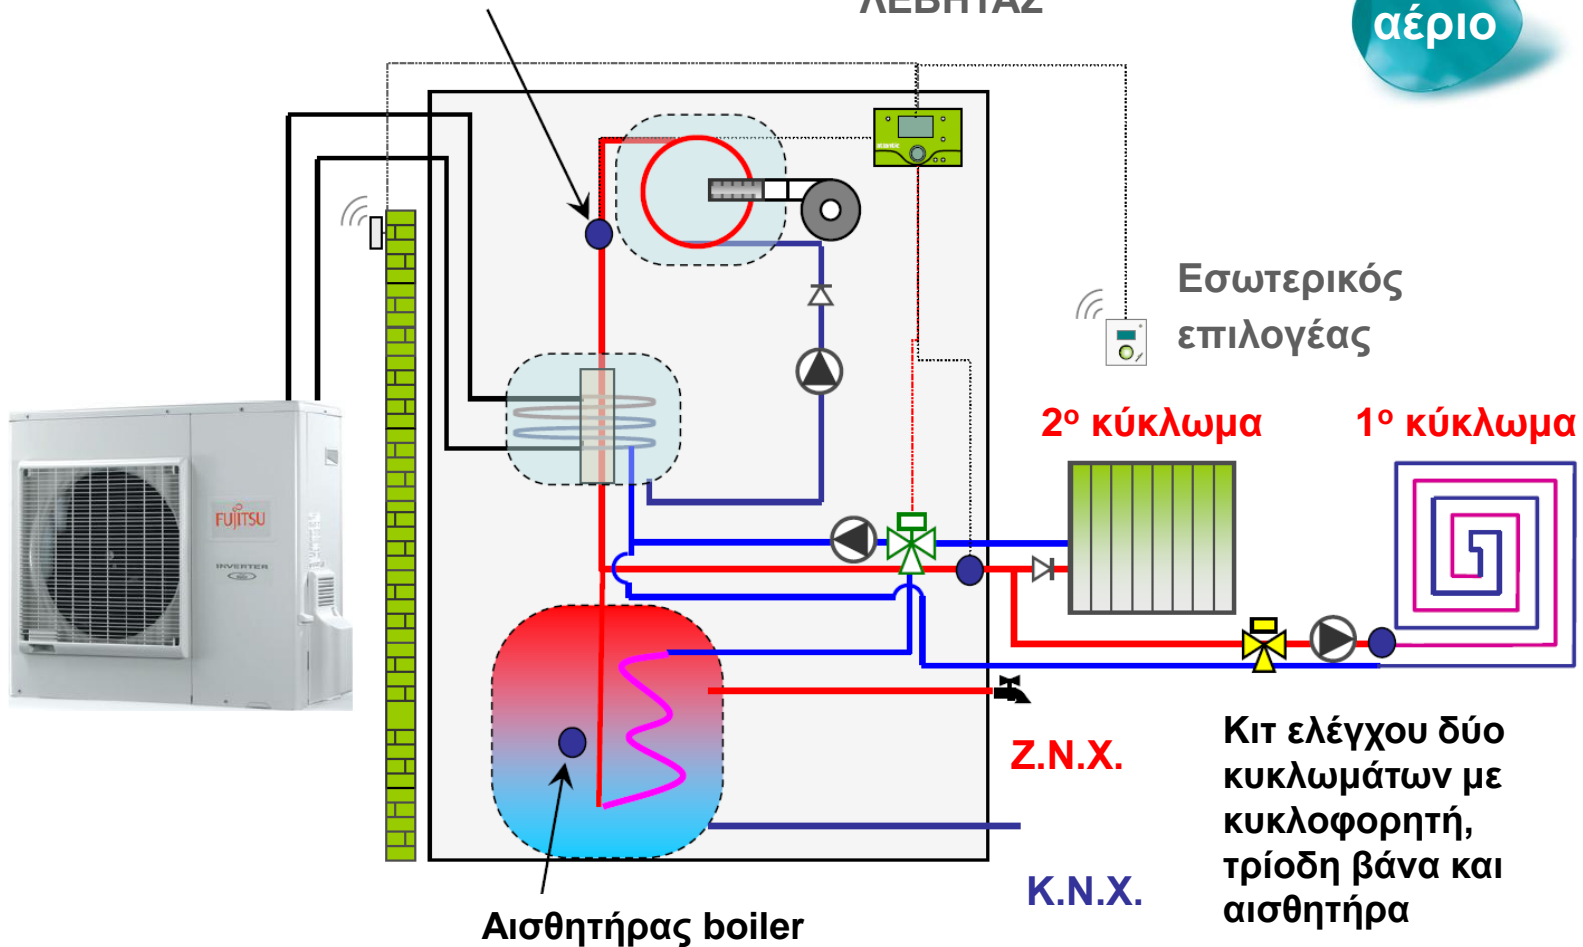 ΛΕΒΗΤΑΣ
αέριο
Εσωτερικός
επιλογέας
2ο κύκλωμα
1ο κύκλωμα
FUJITSU
INVERTER
Ζ.Ν.Χ.
Κ.Ν.Χ.
Κιτ ελέγχου δύο
κυκλωμάτων με
κυκλοφορητή,
τρίοδη βάνα και
αισθητήρα
Αισθητήρας boiler